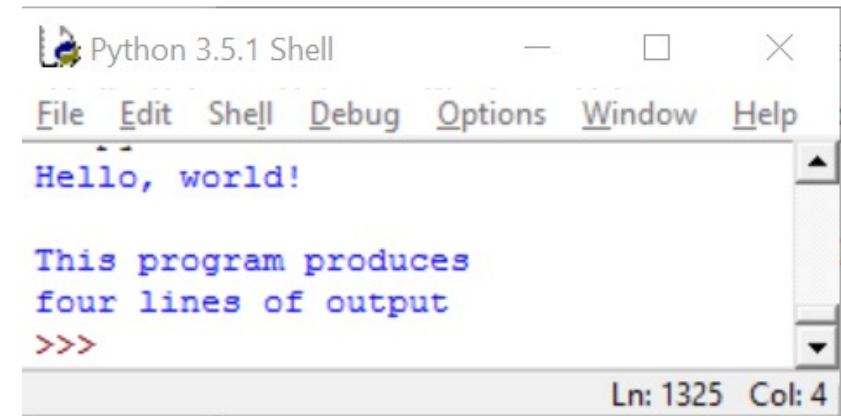 Python 3.5.1 Shell
File Edit Shell Debug Options Window Help
Hello, world!
This program produces
four lines of output
>>>
Ln: 1325 Col: 4